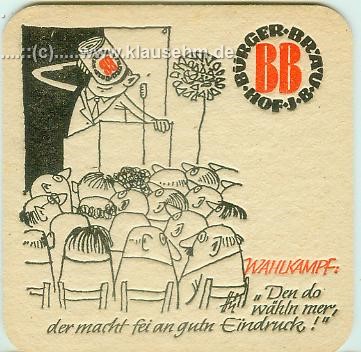 ....::(c)::.....www.klausehm.de
BÜRGER-BRÄU
BB
HOF·I·B·
WAHLKAMPF:
„Den do
wähln mer,
der macht fei an gutn Eindruck!"